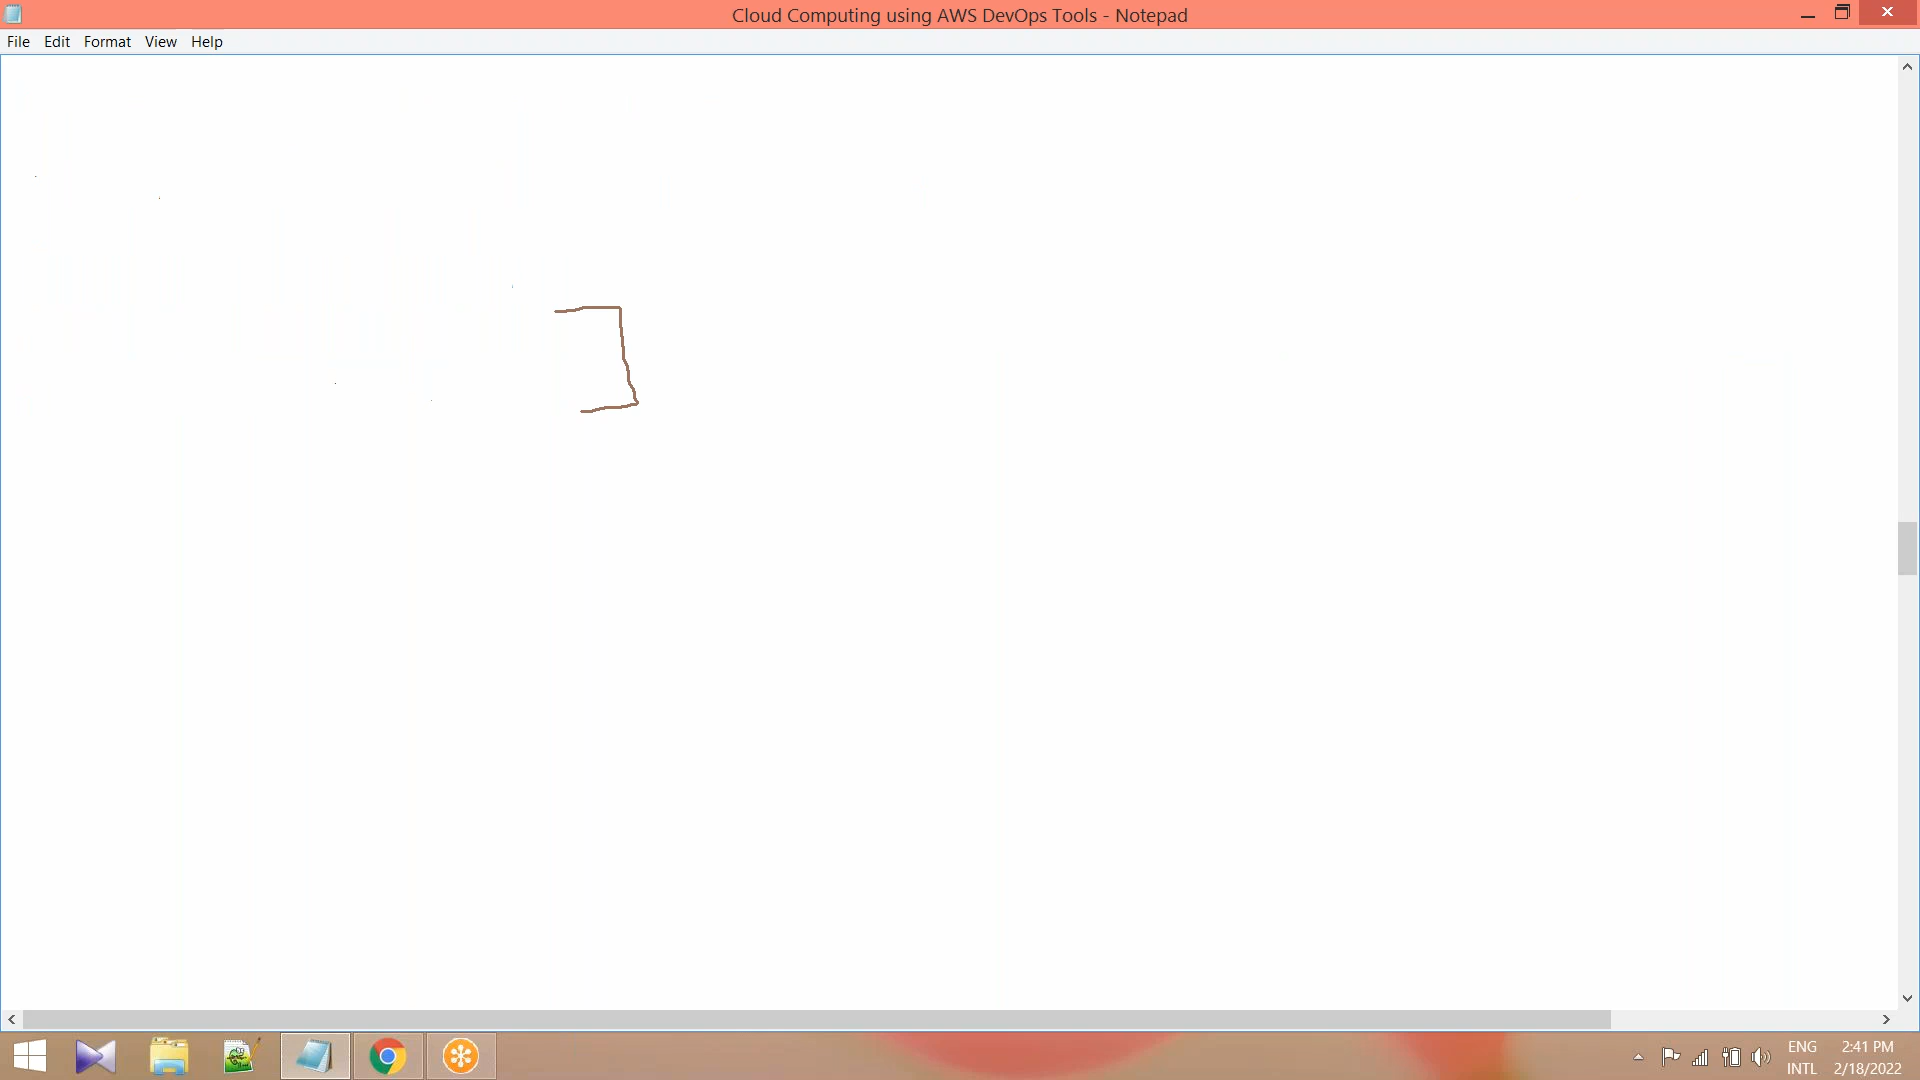 Cloud Computing using AWS DevOps Tools - Notepad
File Edit Format View Help
ENG 2:41 PM
INTL 2/18/2022